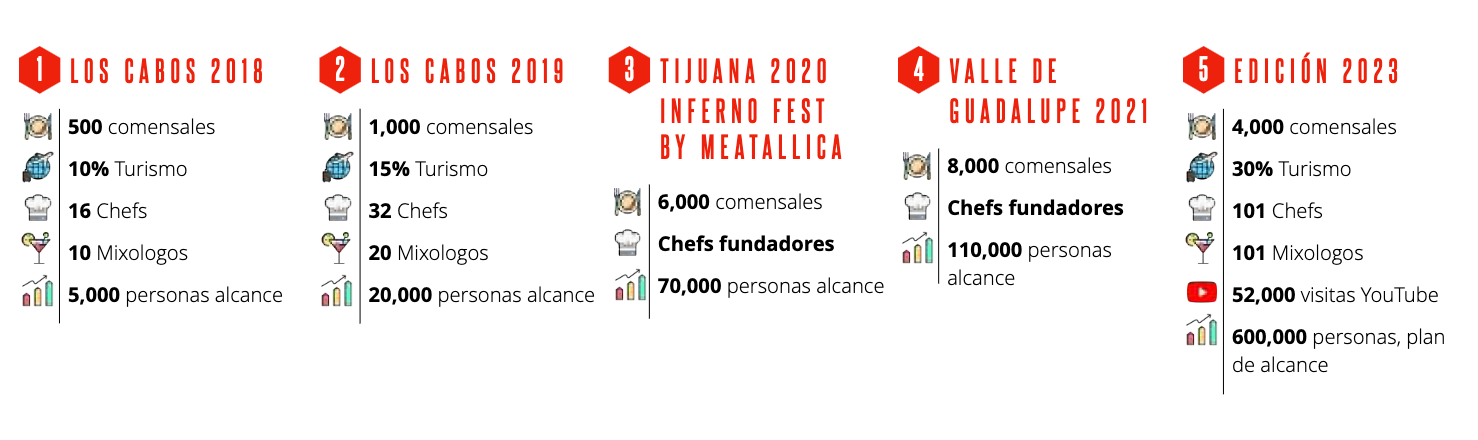 1 LOS CABOS 2018
500 comensales
10% Turismo
16 Chefs
10 Mixologos
5,000 personas alcance
2 LOS CABOS 2019
1,000 comensales
15% Turismo
32 Chefs
20 Mixologos
20,000 personas alcance
3 TIJUANA 2020
INFERNO FEST
BY MEATALLICA
6,000 comensales
Chefs fundadores
70,000 personas alcance
4 VALLE DE
GUADALUPE 2021
8,000 comensales
Chefs fundadores
110,000 personas
alcance
5 EDICIÓN 2023
4,000 comensales
30% Turismo
101 Chefs
101 Mixologos
52,000 visitas YouTube
600,000 personas, plan
de alcance